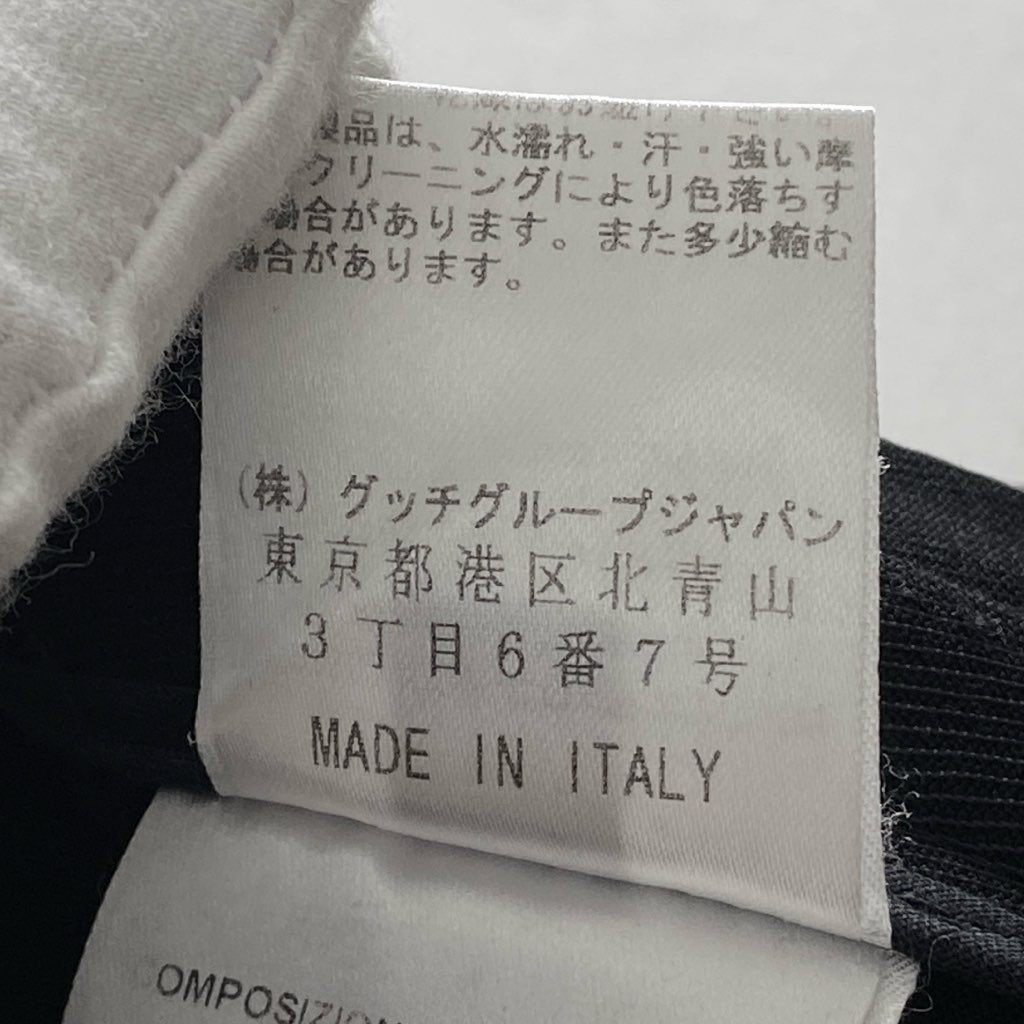 製品は、水濡れ・汗・強い摩
クリーニングにより色落ちす
場合があります。また多少縮む
場合があります。
(株)グッチグループジャパン
東京都港区北青山
3丁目6番7号
MADE IN ITALY
OMPOSIZION